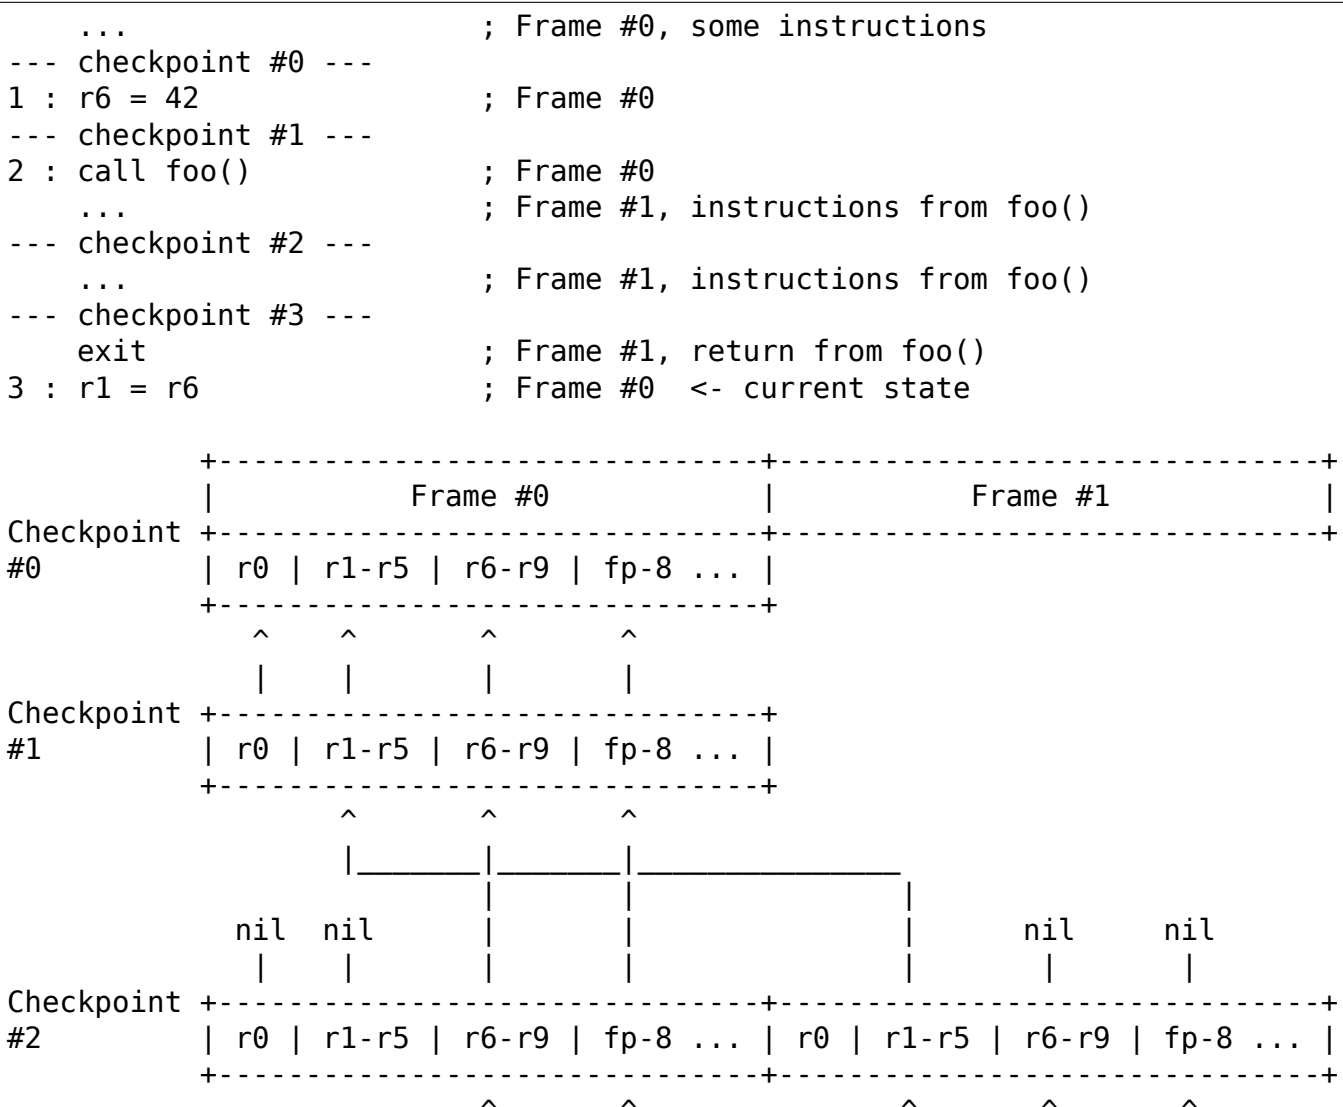 ...                    ; Frame #0, some instructions
--- checkpoint #0 ---
1 : r6 = 42                ; Frame #0
--- checkpoint #1 ---
2 : call foo()             ; Frame #0
    ...                    ; Frame #1, instructions from foo()
--- checkpoint #2 ---
    ...                    ; Frame #1, instructions from foo()
--- checkpoint #3 ---
    exit                   ; Frame #1, return from foo()
3 : r1 = r6                ; Frame #0  <- current state

           +-------------------------------+-------------------------------+
           |           Frame #0            |           Frame #1            |
Checkpoint +-------------------------------+-------------------------------+
#0         | r0 | r1-r5 | r6-r9 | fp-8 ... |
           +-------------------------------+
              ^    ^       ^       ^
              |    |       |       |
Checkpoint +-------------------------------+
#1         | r0 | r1-r5 | r6-r9 | fp-8 ... |
           +-------------------------------+
                   ^       ^       ^
                   |_______|_______|_______________
                           |       |               |
             nil  nil      |       |               |      nil     nil
              |    |       |       |               |       |       |
Checkpoint +-------------------------------+-------------------------------+
#2         | r0 | r1-r5 | r6-r9 | fp-8 ... | r0 | r1-r5 | r6-r9 | fp-8 ... |
           +-------------------------------+-------------------------------+
                           ^       ^               ^       ^       ^